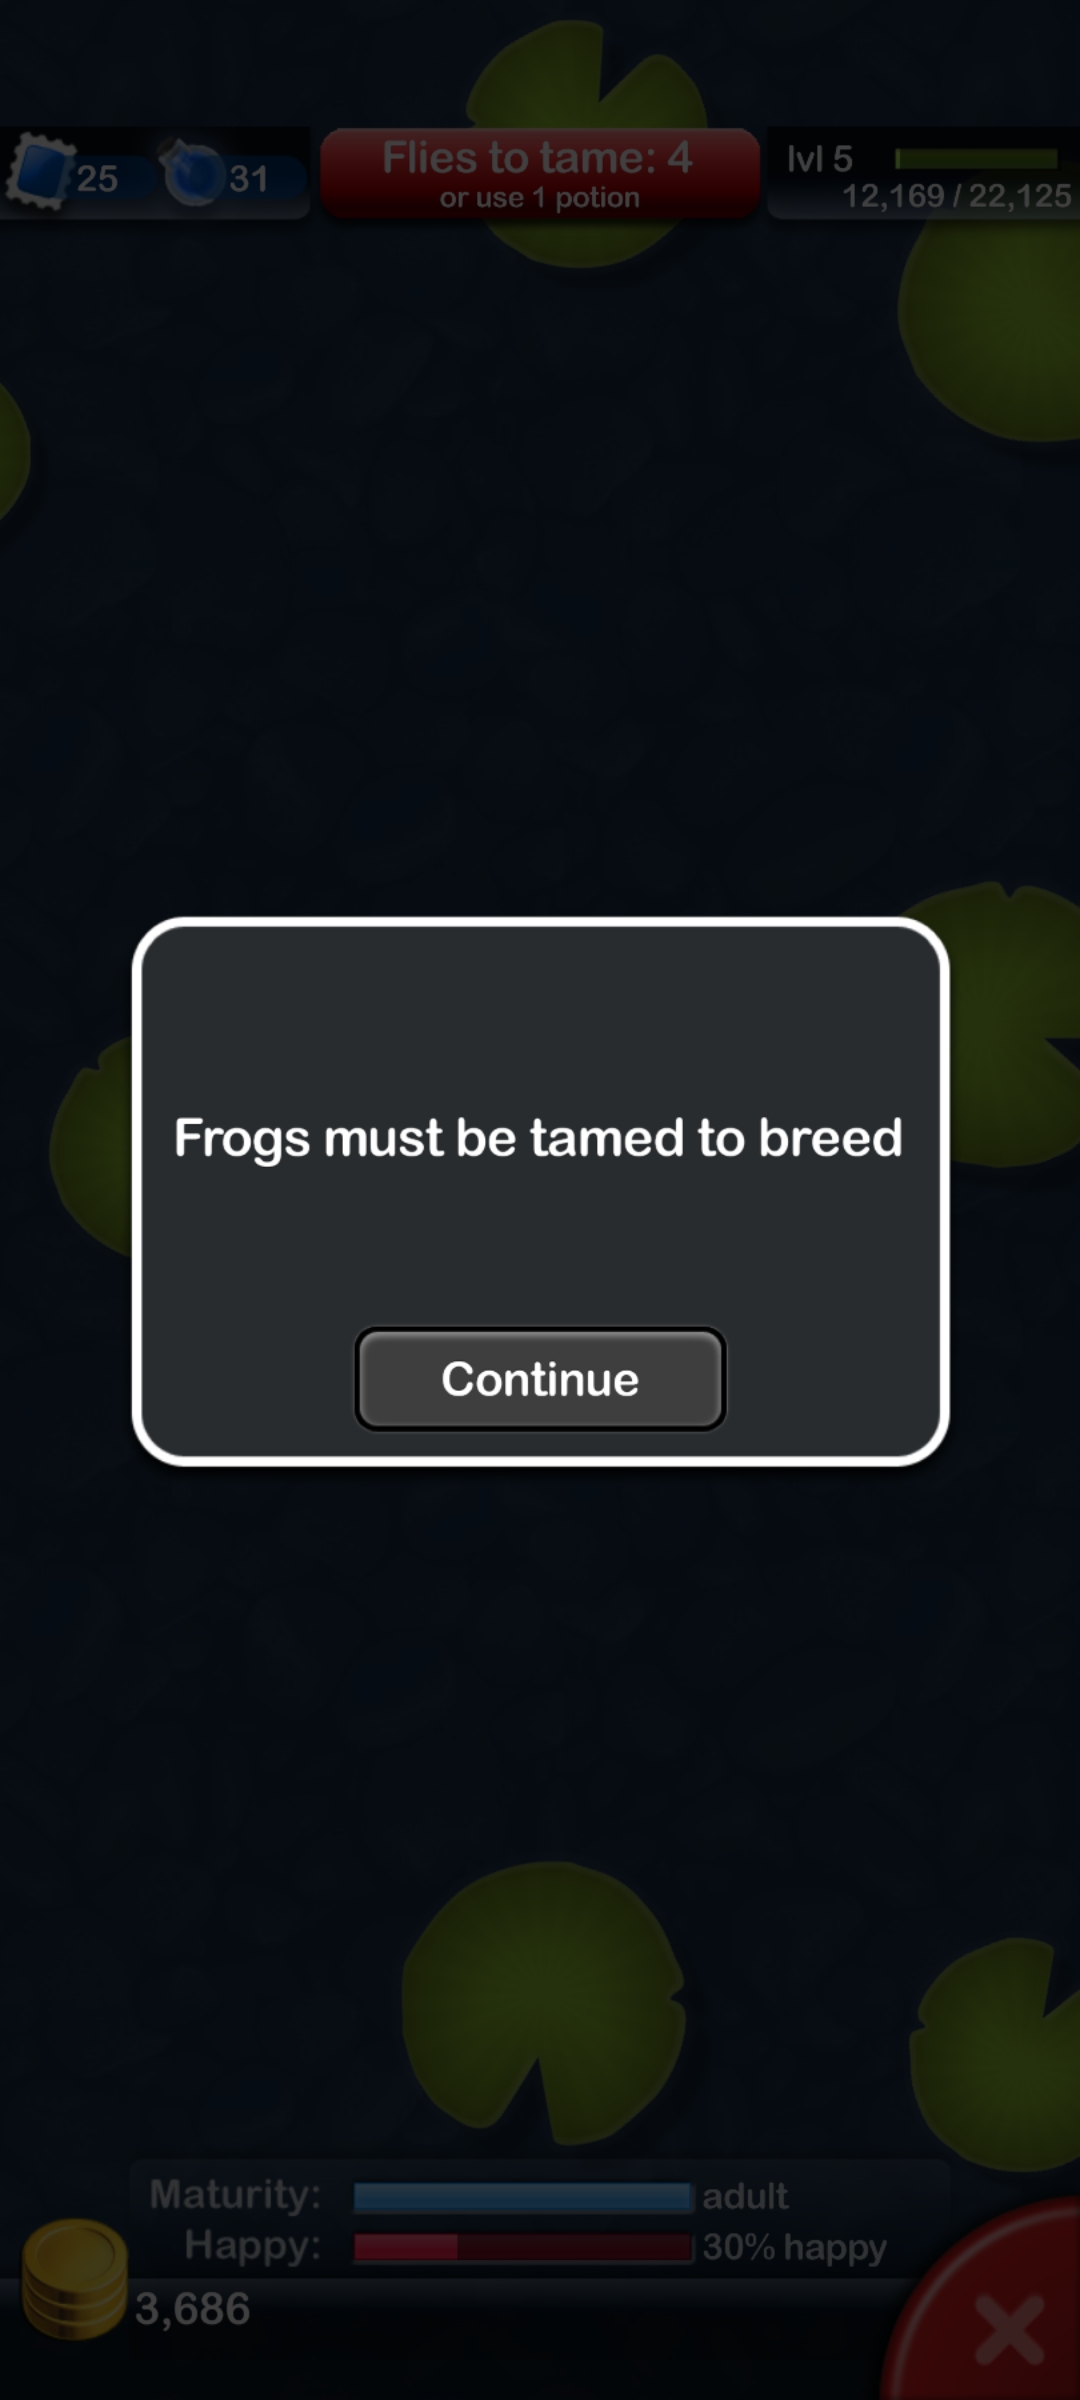 25
31
Flies to tame: 4
or use 1 potion
lvl 5
12,169 / 22,125
Frogs must be tamed to breed
Continue
Maturity:
adult
Happy:
30% happy
3,686